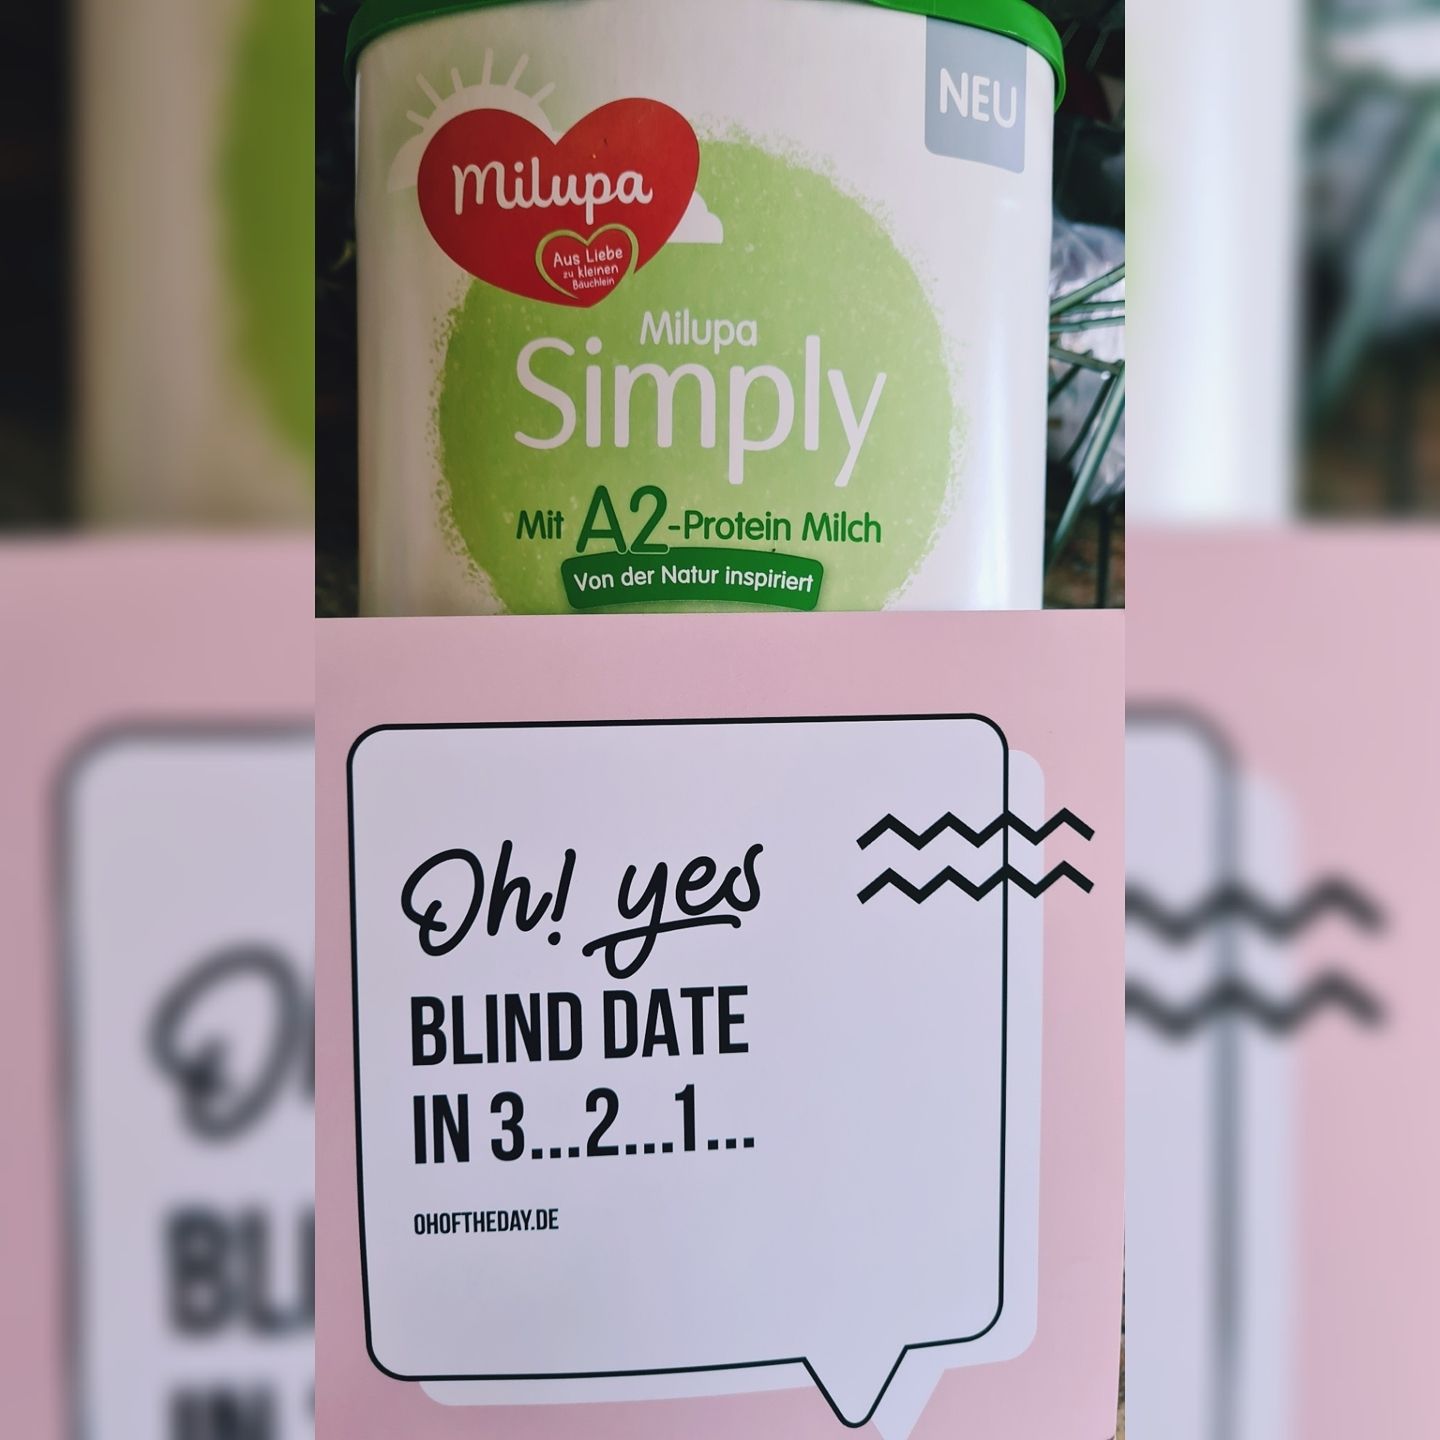 NEU
Milupa
Aus Liebe
zu kleinen
Bäuchlein
Milupa
Simply
Mit A2-Protein Milch
Von der Natur inspiriert
Oh! yes
BLIND DATE
IN 3...2...1...
OHOFTHEDAY.DE